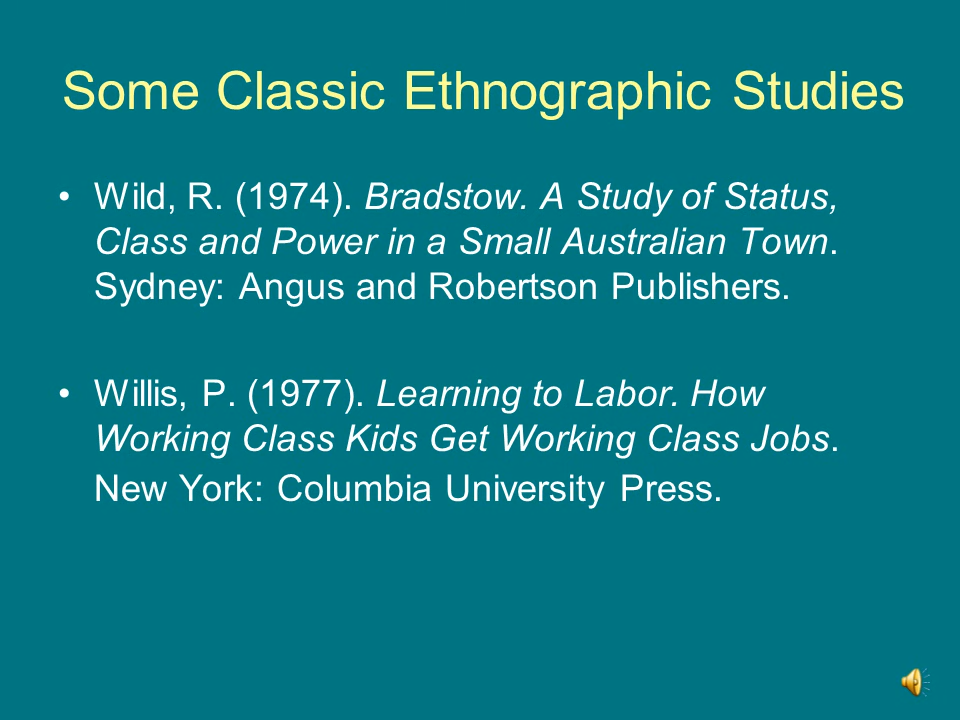 Some Classic Ethnographic Studies
• Wild, R. (1974). Bradstow. A Study of Status,
Class and Power in a Small Australian Town.
Sydney: Angus and Robertson Publishers.
• Willis, P. (1977). Learning to Labor. How
Working Class Kids Get Working Class Jobs.
New York: Columbia University Press.